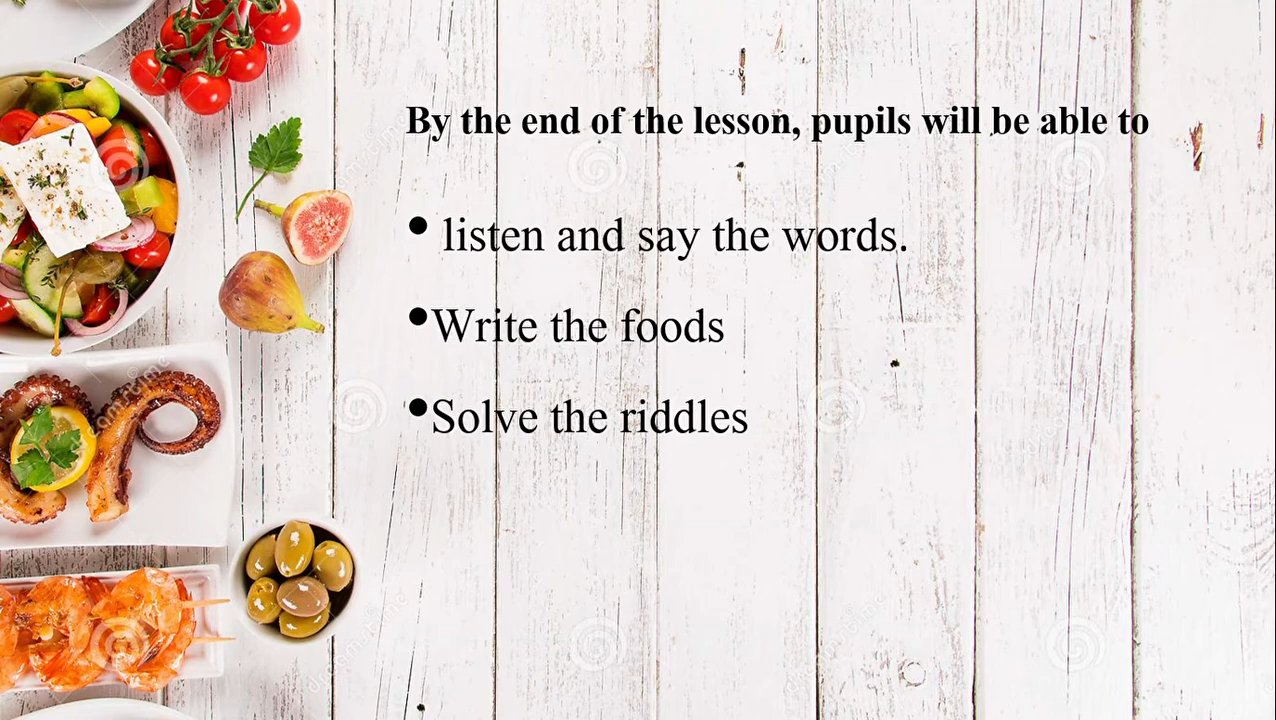 By the end of the lesson, pupils will be able to
• listen and say the words.
•Write the foods
•Solve the riddles